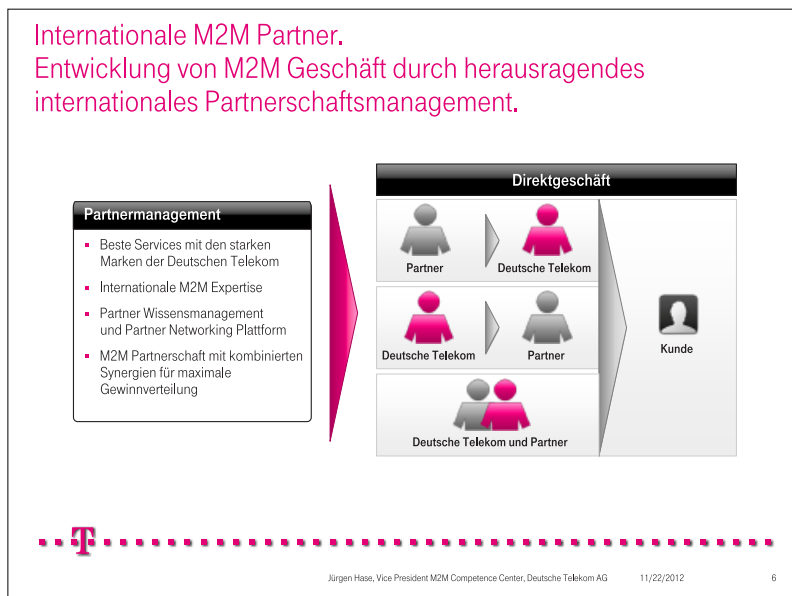 Internationale M2M Partner.
Entwicklung von M2M Geschäft durch herausragendes
internationales Partnerschaftsmanagement.
Partnermanagement
Beste Services mit den starken
Marken der Deutschen Telekom
Internationale M2M Expertise
Partner Wissensmanagement
und Partner Networking Plattform
M2M Partnerschaft mit kombinierten
Synergien für maximale
Gewinnverteilung
Direktgeschäft
Partner
Deutsche Telekom
Deutsche Telekom
Partner
Deutsche Telekom und Partner
Kunde
T
Jürgen Hase, Vice President M2M Competence Center, Deutsche Telekom AG 11/22/2012 6